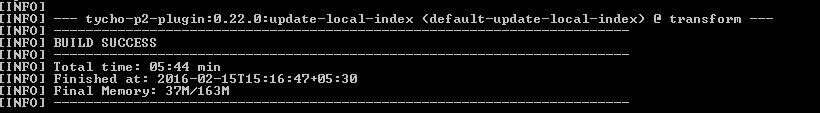 [INFO]
[INFO] --- tycho-p2-plugin:0.22.0:update-local-index (default-update-local-index) @ transform ---
[INFO] ------------------------------------------------------------------------
[INFO] BUILD SUCCESS
[INFO] ------------------------------------------------------------------------
[INFO] Total time: 05:44 min
[INFO] Finished at: 2016-02-15T15:16:47+05:30
[INFO] Final Memory: 37M/163M
[INFO] ------------------------------------------------------------------------